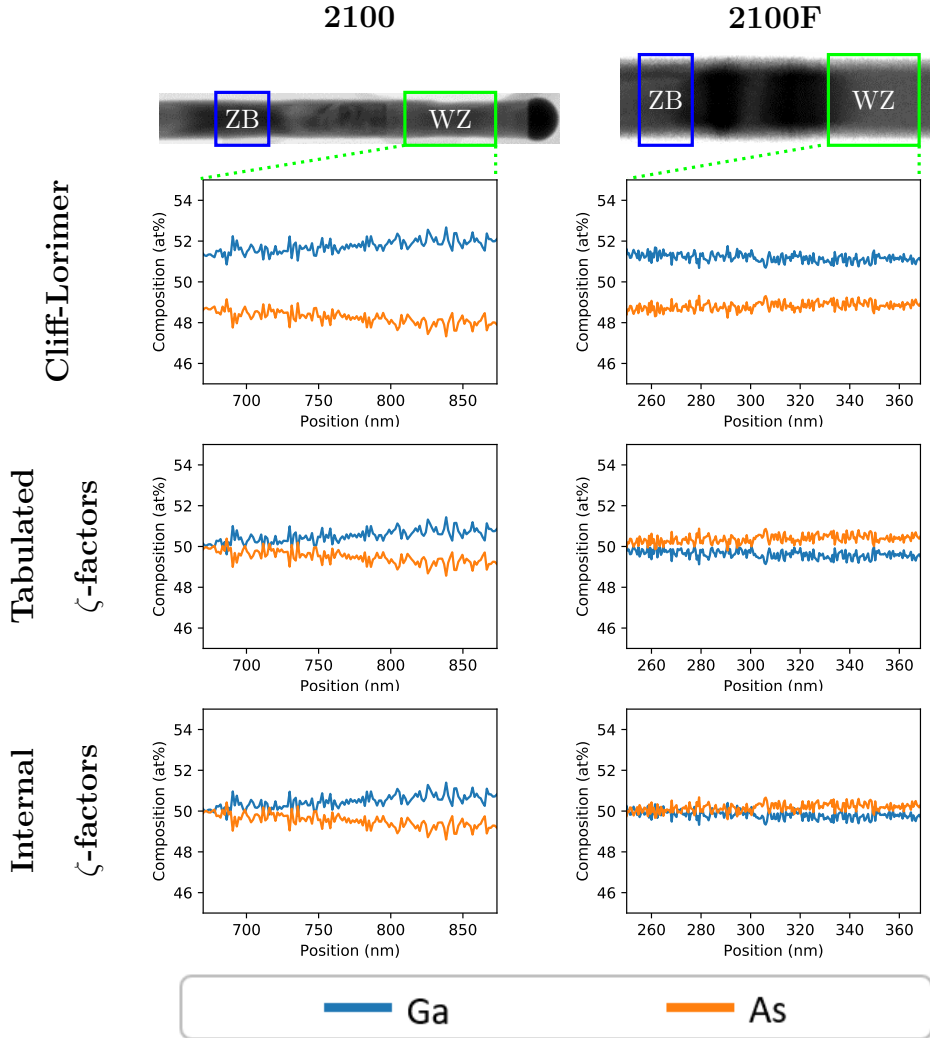 2100 2100F
ZB WZ ZB WZ
Cliff-Lorimer
Composition (at%)
54
52
50
48
46
700 750 800 850
Position (nm)
Composition (at%)
54
52
50
48
46
260 280 300 320 340 360
Position (nm)
Tabulated
ζ-factors
Composition (at%)
54
52
50
48
46
700 750 800 850
Position (nm)
Composition (at%)
54
52
50
48
46
260 280 300 320 340 360
Position (nm)
Internal
ζ-factors
Composition (at%)
54
52
50
48
46
700 750 800 850
Position (nm)
Composition (at%)
54
52
50
48
46
260 280 300 320 340 360
Position (nm)
Ga As